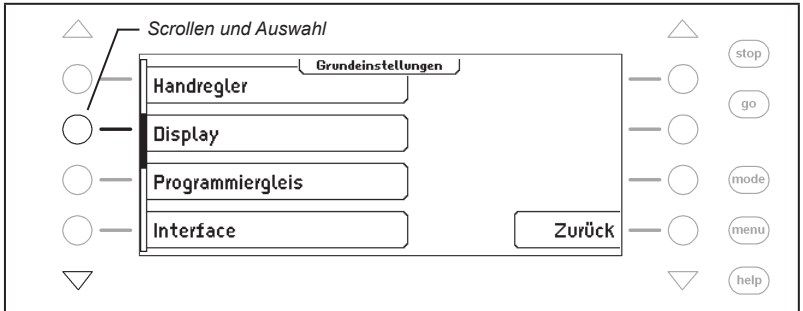 Scrollen und Auswahl
Grundeinstellungen
Handregler
Display
Programmiergleis
Interface
Zurück
stop
go
mode
menu
help